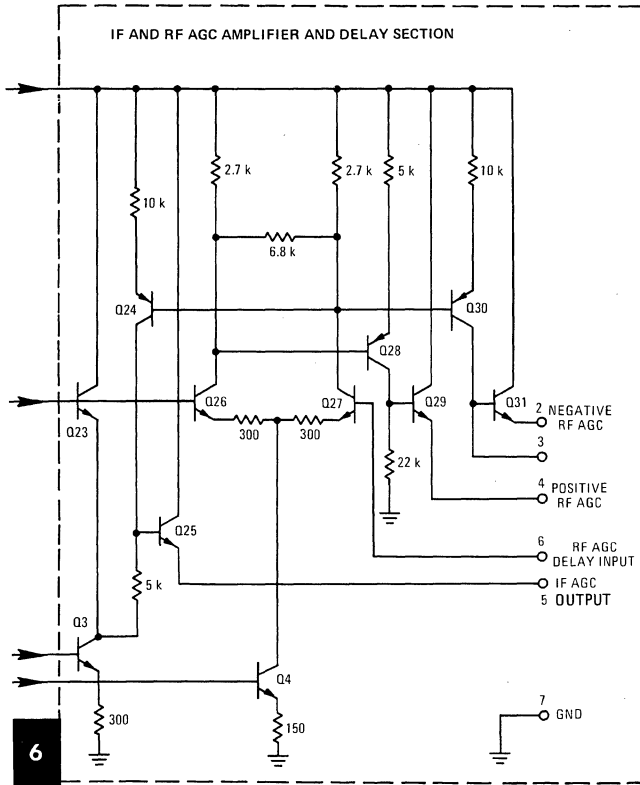 IF AND RF AGC AMPLIFIER AND DELAY SECTION
2.7 k
2.7 k
5 k
10 k
10 k
6.8 k
Q24
Q30
Q28
Q23
Q26
300
300
Q27
Q29
Q31
2 NEGATIVE
RF AGC
3
22 k
4 POSITIVE
RF AGC
Q25
6 RF AGC
DELAY INPUT
5 k
IF AGC
5 OUTPUT
Q3
Q4
300
150
7
GND
6